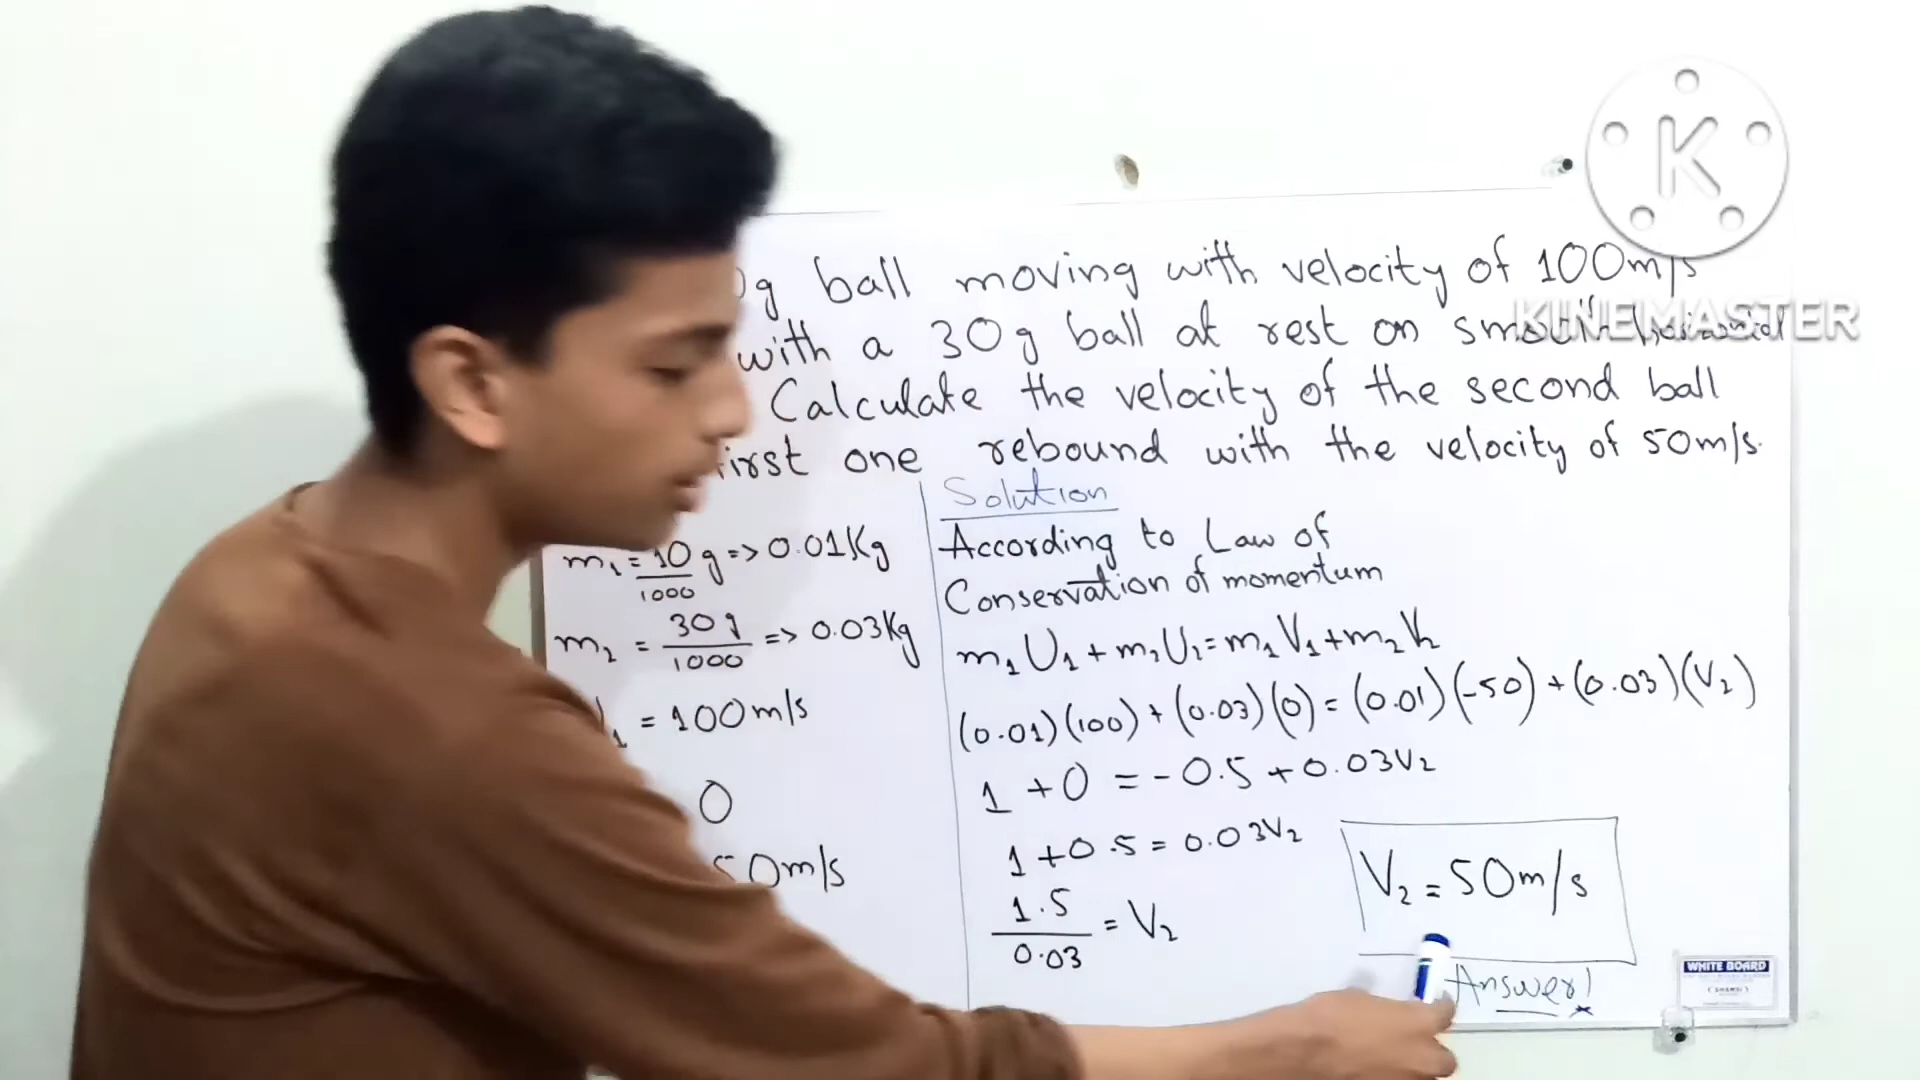 g ball moving with velocity of 100m/s
with a 30g ball at rest on smooth horizontal
Calculate the velocity of the second ball
first one rebound with the velocity of 50m/s.
m₁ = 10/1000 g => 0.01Kg
m₂ = 30g/1000 => 0.03Kg
₁ = 100m/s
0
50m/s
Solution
According to Law of
Conservation of momentum
m₁U₁ + m₂U₂ = m₁V₁ + m₂V₂
(0.01)(100) + (0.03)(0) = (0.01)(-50) + (0.03)(V₂)
1 + 0 = -0.5 + 0.03V₂
1 + 0.5 = 0.03V₂
1.5/0.03 = V₂
V₂ = 50m/s
Answer!
K
KINEMASTER
WHITE BOARD